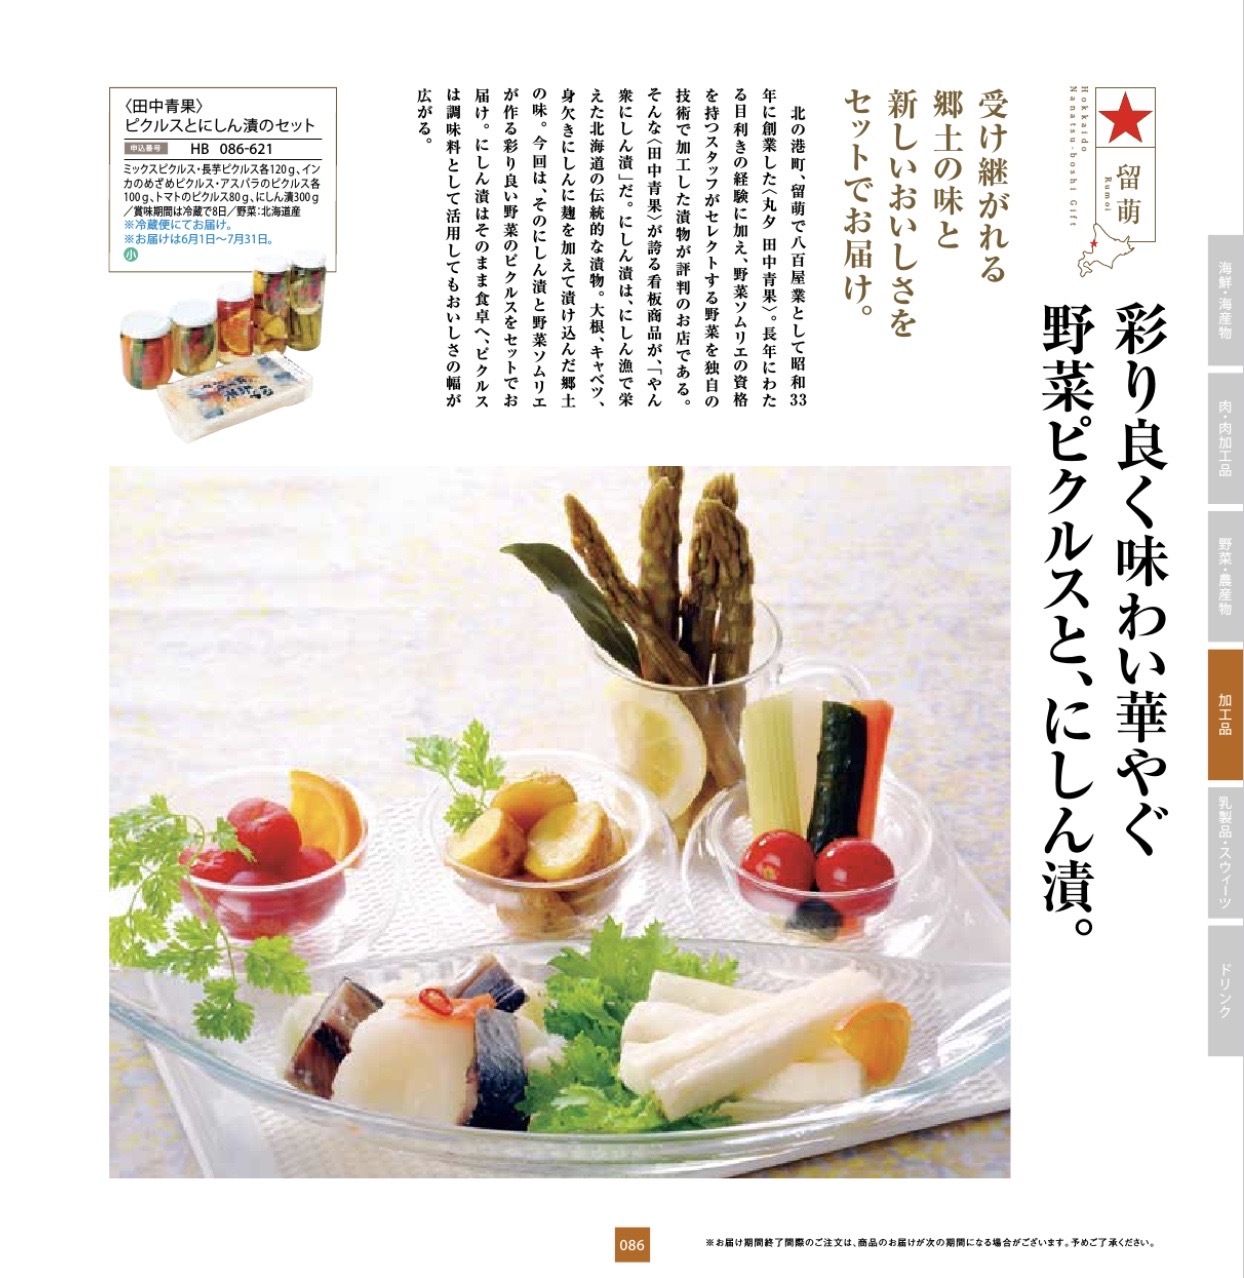 Hokkaido
Nanatsu-boshi Gift
留萌
Rumoi
彩り良く味わい華やぐ
野菜ピクルスと、にしん漬。
受け継がれる
郷土の味と
新しいおいしさを
セットでお届け。
北の港町、留萌で八百屋業として昭和33
年に創業した〈丸夕 田中青果〉。長年にわた
る目利きの経験に加え、野菜ソムリエの資格
を持つスタッフがセレクトする野菜を独自の
技術で加工した漬物が評判のお店である。
そんな〈田中青果〉が誇る看板商品が、「やん
衆にしん漬」だ。にしん漬は、にしん漁で栄
えた北海道の伝統的な漬物。大根、キャベツ、
身欠きにしんに麹を加えて漬け込んだ郷土
の味。今回は、そのにしん漬と野菜ソムリエ
が作る彩り良い野菜のピクルスをセットでお
届け。にしん漬はそのまま食卓へ、ピクルス
は調味料として活用してもおいしさの幅が
広がる。
〈田中青果〉
ピクルスとにしん漬のセット
申込番号 HB 086-621
ミックスピクルス・長芋ピクルス各120g、イン
カのめざめピクルス・アスパラのピクルス各
100g、トマトのピクルス80g、にしん漬300g
／賞味期間は冷蔵で8日／野菜：北海道産
※冷蔵便にてお届け。
※お届けは6月1日～7月31日。
小
海鮮・海産物
肉・肉加工品
野菜・農産物
加工品
乳製品・スウィーツ
ドリンク
086
※お届け期間終了間際のご注文は、商品のお届けが次の期間になる場合がございます。予めご了承ください。